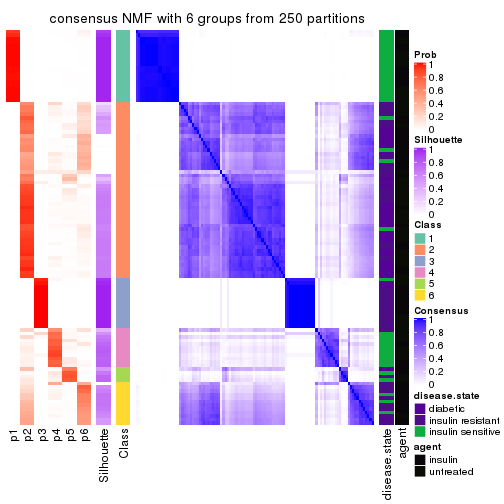 consensus NMF with 6 groups from 250 partitions
Prob
1
0.8
0.6
0.4
0.2
0
Silhouette
1
0.8
0.6
0.4
0.2
0
Class
1
2
3
4
5
6
Consensus
1
0.8
0.6
0.4
0.2
0
disease.state
diabetic
insulin resistant
insulin sensitive
agent
insulin
untreated
p1
p2
p3
p4
p5
p6
Silhouette
Class
disease.state
agent